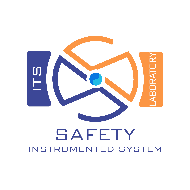 ITS
LABORATORY
SAFETY
INSTRUMENTED SYSTEM